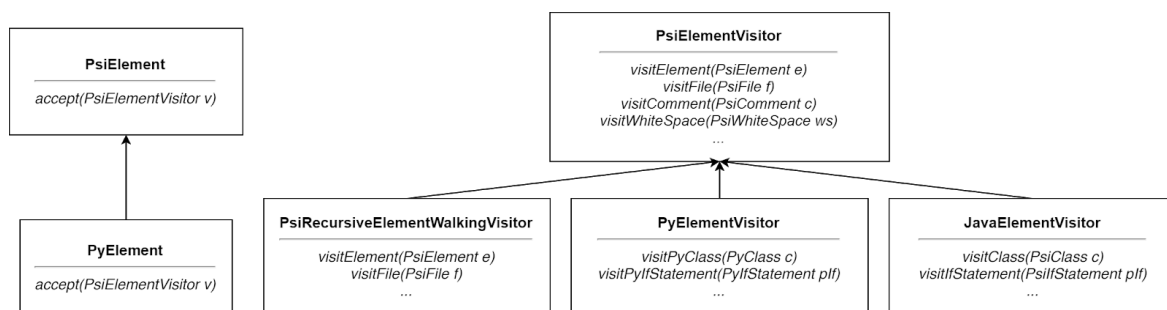 PsiElement
accept(PsiElementVisitor v)
PsiElementVisitor
visitElement(PsiElement e)
visitFile(PsiFile f)
visitComment(PsiComment c)
visitWhiteSpace(PsiWhiteSpace ws)
...
PyElement
accept(PsiElementVisitor v)
PsiRecursiveElementWalkingVisitor
visitElement(PsiElement e)
visitFile(PsiFile f)
...
PyElementVisitor
visitPyClass(PyClass c)
visitPyIfStatement(PyIfStatement pIf)
...
JavaElementVisitor
visitClass(PsiClass c)
visitIfStatement(PsiIfStatement pIf)
...